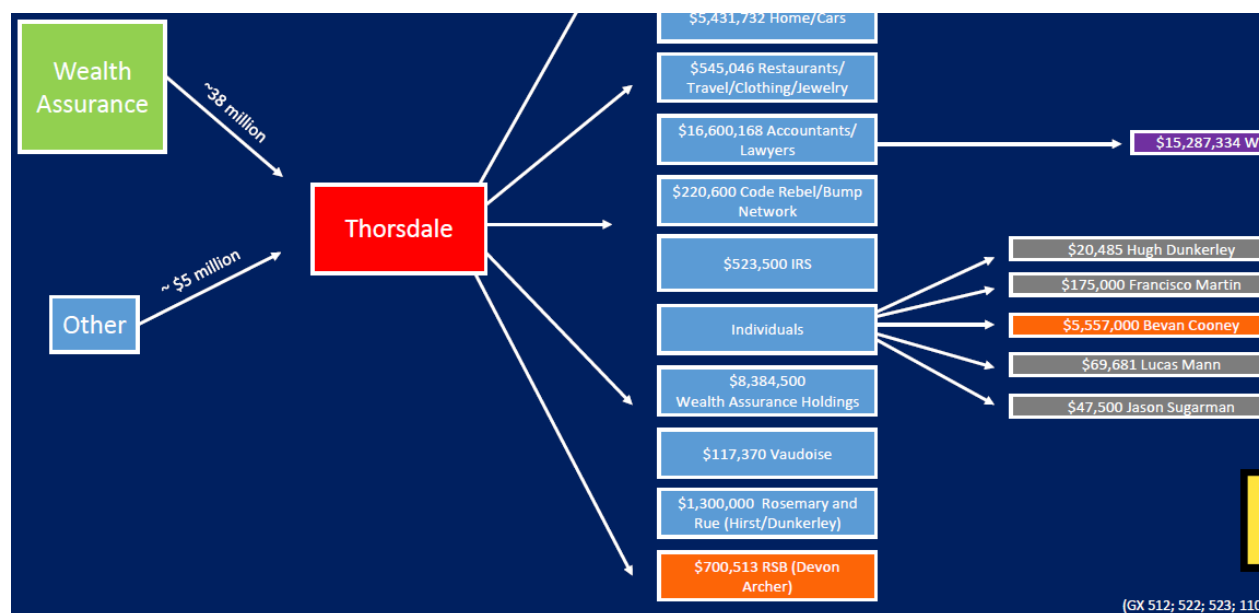 Wealth
Assurance
~38 million
Other
~ $5 million
Thorsdale
$5,431,732 Home/Cars
$545,046 Restaurants/
Travel/Clothing/Jewelry
$16,600,168 Accountants/
Lawyers
$15,287,334 W
$220,600 Code Rebel/Bump
Network
$523,500 IRS
Individuals
$20,485 Hugh Dunkerley
$175,000 Francisco Martin
$5,557,000 Bevan Cooney
$69,681 Lucas Mann
$47,500 Jason Sugarman
$8,384,500
Wealth Assurance Holdings
$117,370 Vaudoise
$1,300,000 Rosemary and
Rue (Hirst/Dunkerley)
$700,513 RSB (Devon
Archer)
(GX 512; 522; 523; 110